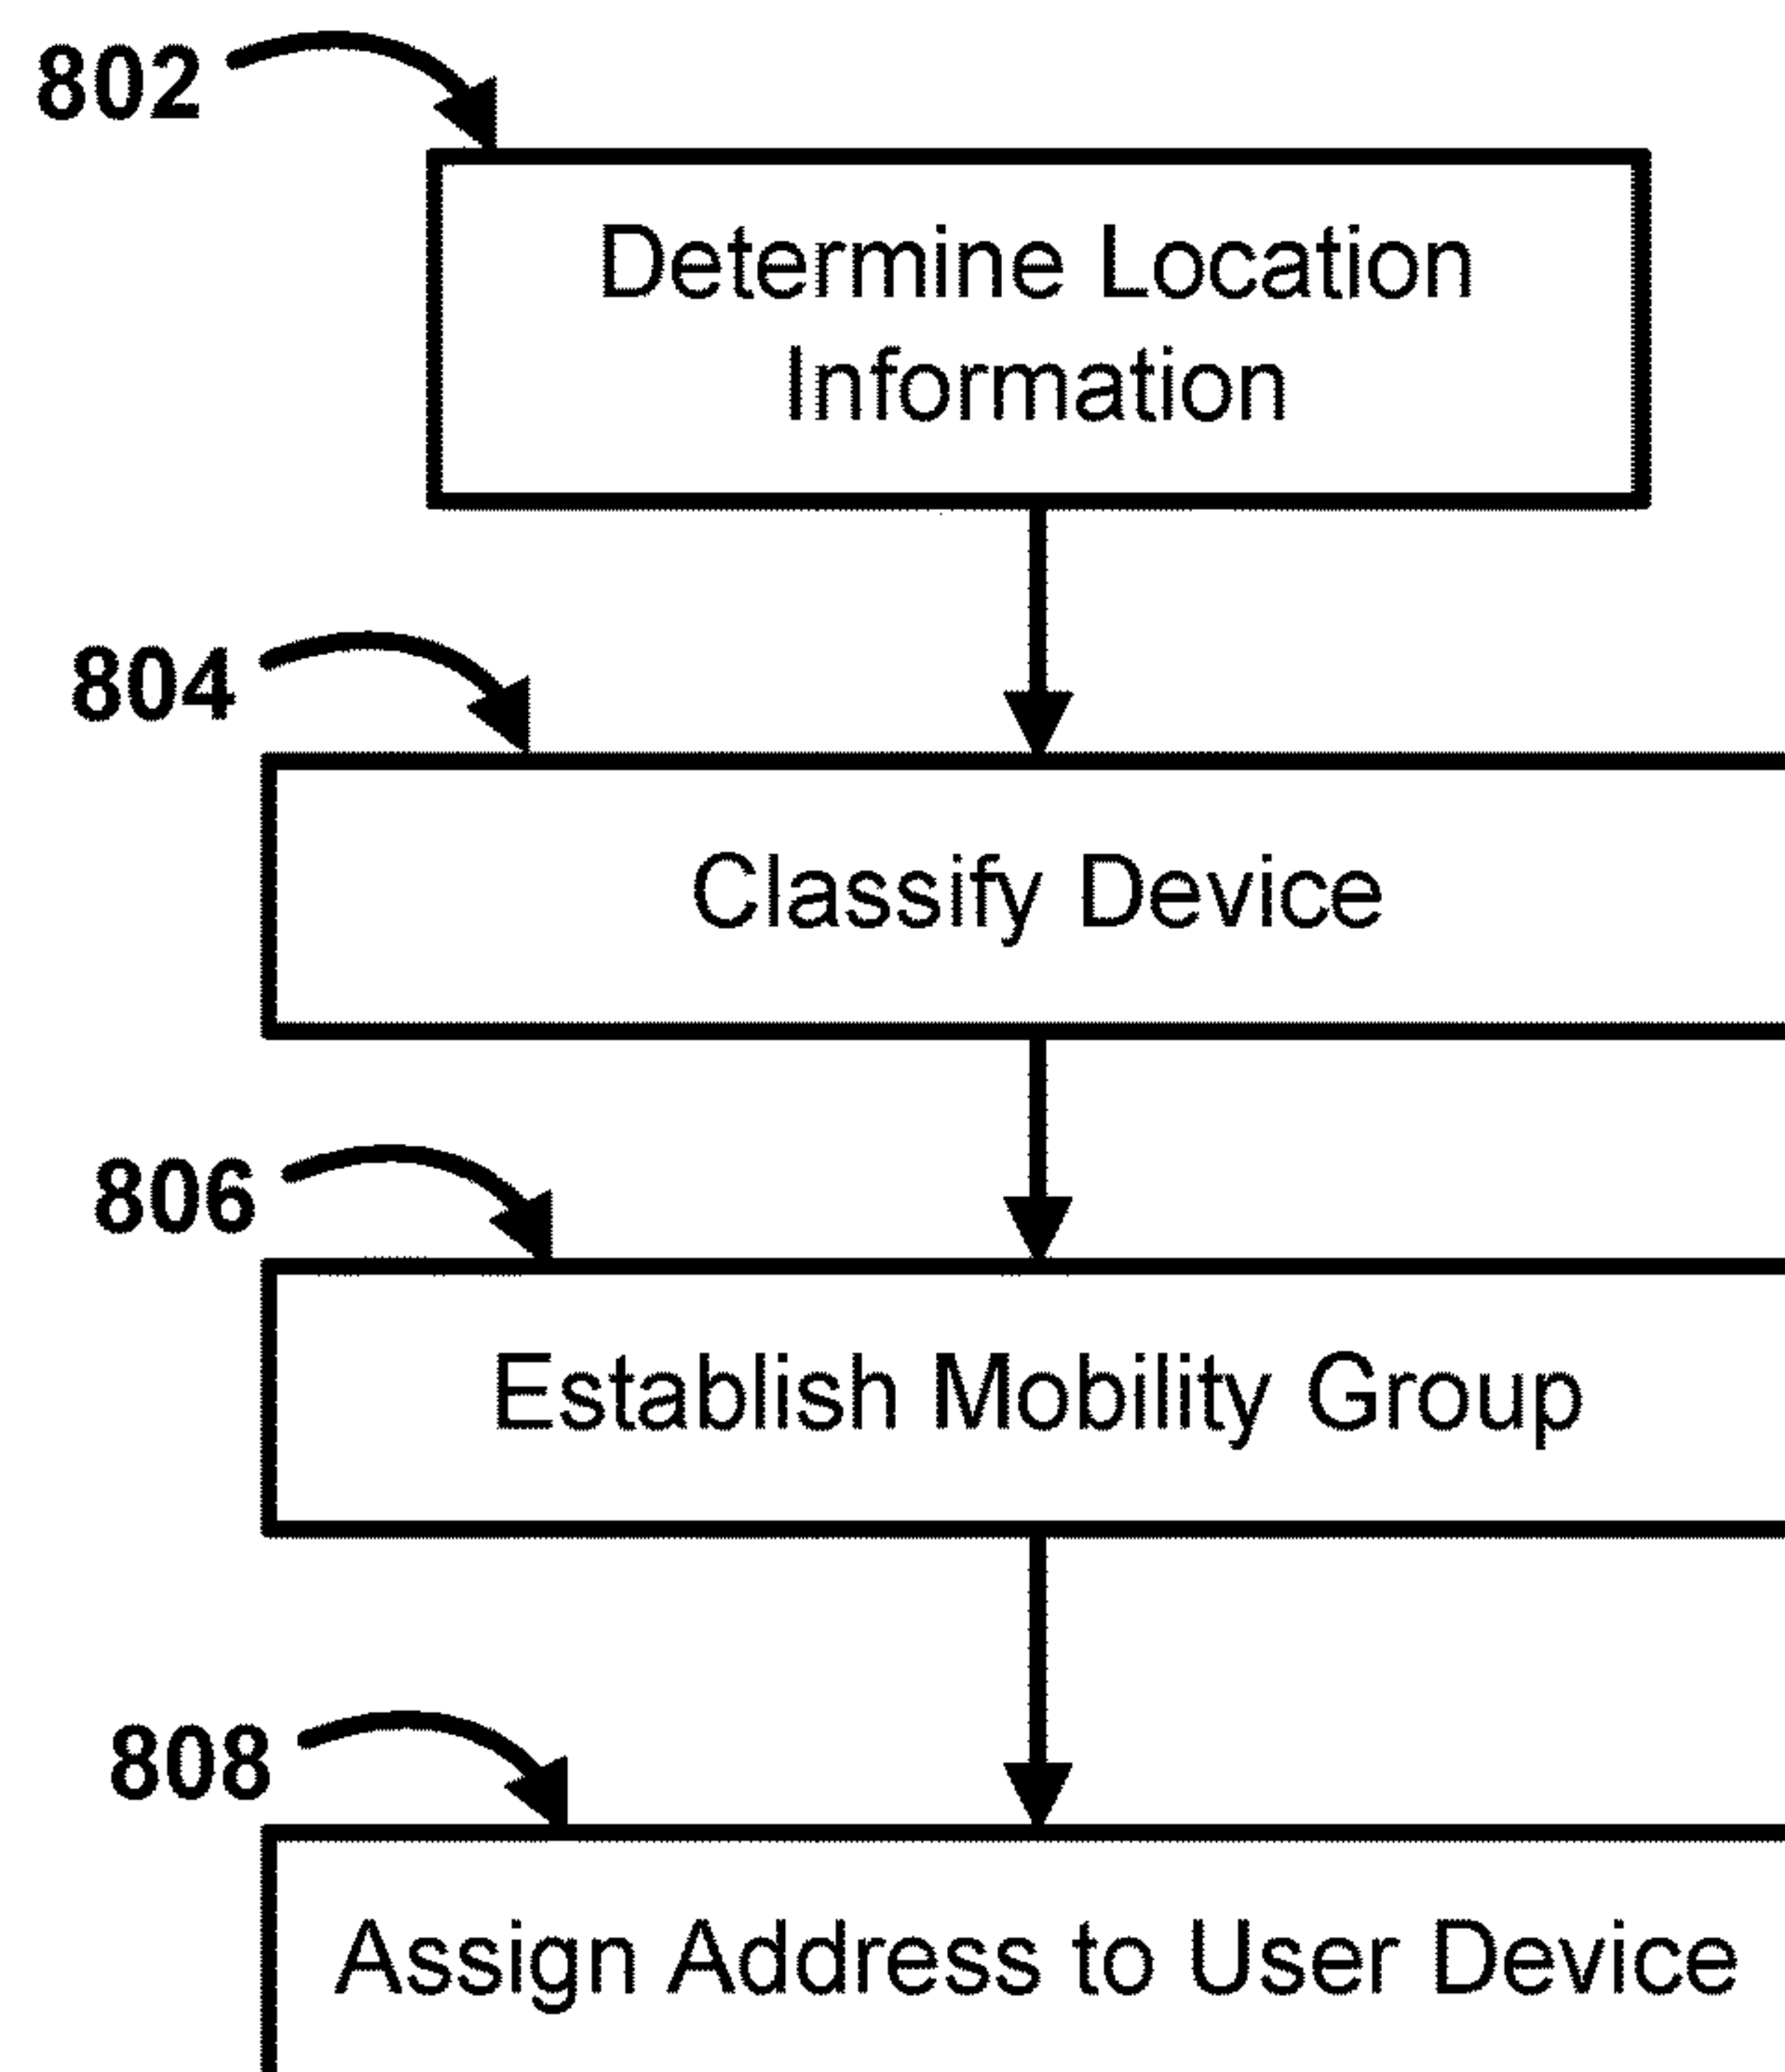 802
Determine Location
Information
804
Classify Device
806
Establish Mobility Group
808
Assign Address to User Device